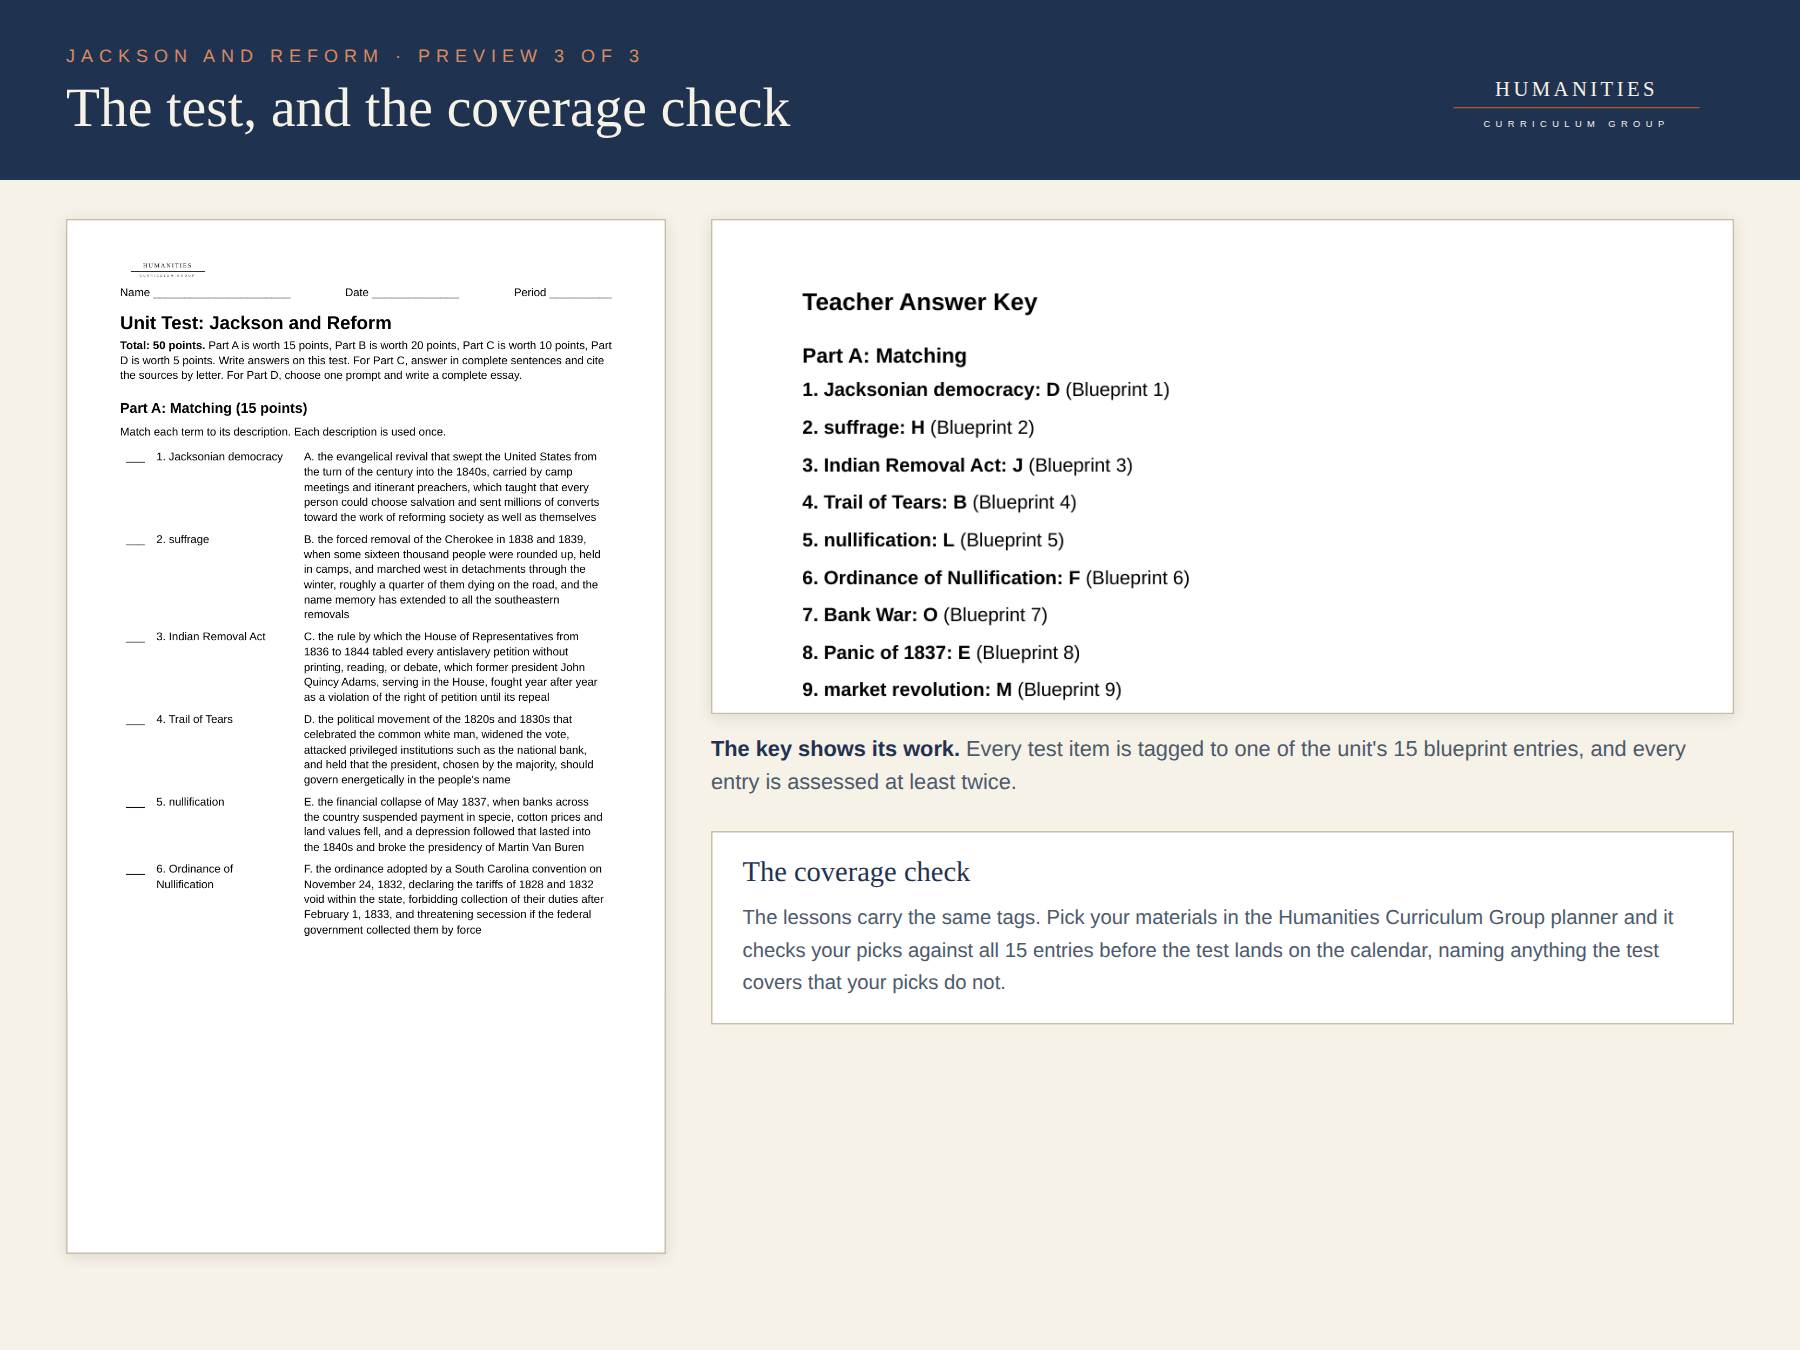 JACKSON AND REFORM · PREVIEW 3 OF 3
The test, and the coverage check
HUMANITIES
CURRICULUM GROUP
HUMANITIES
CURRICULUM GROUP
Name ______________________ Date ______________ Period __________
Unit Test: Jackson and Reform
Total: 50 points. Part A is worth 15 points, Part B is worth 20 points, Part C is worth 10 points, Part
D is worth 5 points. Write answers on this test. For Part C, answer in complete sentences and cite
the sources by letter. For Part D, choose one prompt and write a complete essay.
Part A: Matching (15 points)
Match each term to its description. Each description is used once.
___ 1. Jacksonian democracy
A. the evangelical revival that swept the United States from
the turn of the century into the 1840s, carried by camp
meetings and itinerant preachers, which taught that every
person could choose salvation and sent millions of converts
toward the work of reforming society as well as themselves
___ 2. suffrage
B. the forced removal of the Cherokee in 1838 and 1839,
when some sixteen thousand people were rounded up, held
in camps, and marched west in detachments through the
winter, roughly a quarter of them dying on the road, and the
name memory has extended to all the southeastern
removals
___ 3. Indian Removal Act
C. the rule by which the House of Representatives from
1836 to 1844 tabled every antislavery petition without
printing, reading, or debate, which former president John
Quincy Adams, serving in the House, fought year after year
as a violation of the right of petition until its repeal
___ 4. Trail of Tears
D. the political movement of the 1820s and 1830s that
celebrated the common white man, widened the vote,
attacked privileged institutions such as the national bank,
and held that the president, chosen by the majority, should
govern energetically in the people's name
___ 5. nullification
E. the financial collapse of May 1837, when banks across
the country suspended payment in specie, cotton prices and
land values fell, and a depression followed that lasted into
the 1840s and broke the presidency of Martin Van Buren
___ 6. Ordinance of
Nullification
F. the ordinance adopted by a South Carolina convention on
November 24, 1832, declaring the tariffs of 1828 and 1832
void within the state, forbidding collection of their duties after
February 1, 1833, and threatening secession if the federal
government collected them by force
Teacher Answer Key
Part A: Matching
1. Jacksonian democracy: D (Blueprint 1)
2. suffrage: H (Blueprint 2)
3. Indian Removal Act: J (Blueprint 3)
4. Trail of Tears: B (Blueprint 4)
5. nullification: L (Blueprint 5)
6. Ordinance of Nullification: F (Blueprint 6)
7. Bank War: O (Blueprint 7)
8. Panic of 1837: E (Blueprint 8)
9. market revolution: M (Blueprint 9)
The key shows its work. Every test item is tagged to one of the unit's 15 blueprint entries, and every
entry is assessed at least twice.
The coverage check
The lessons carry the same tags. Pick your materials in the Humanities Curriculum Group planner and it
checks your picks against all 15 entries before the test lands on the calendar, naming anything the test
covers that your picks do not.